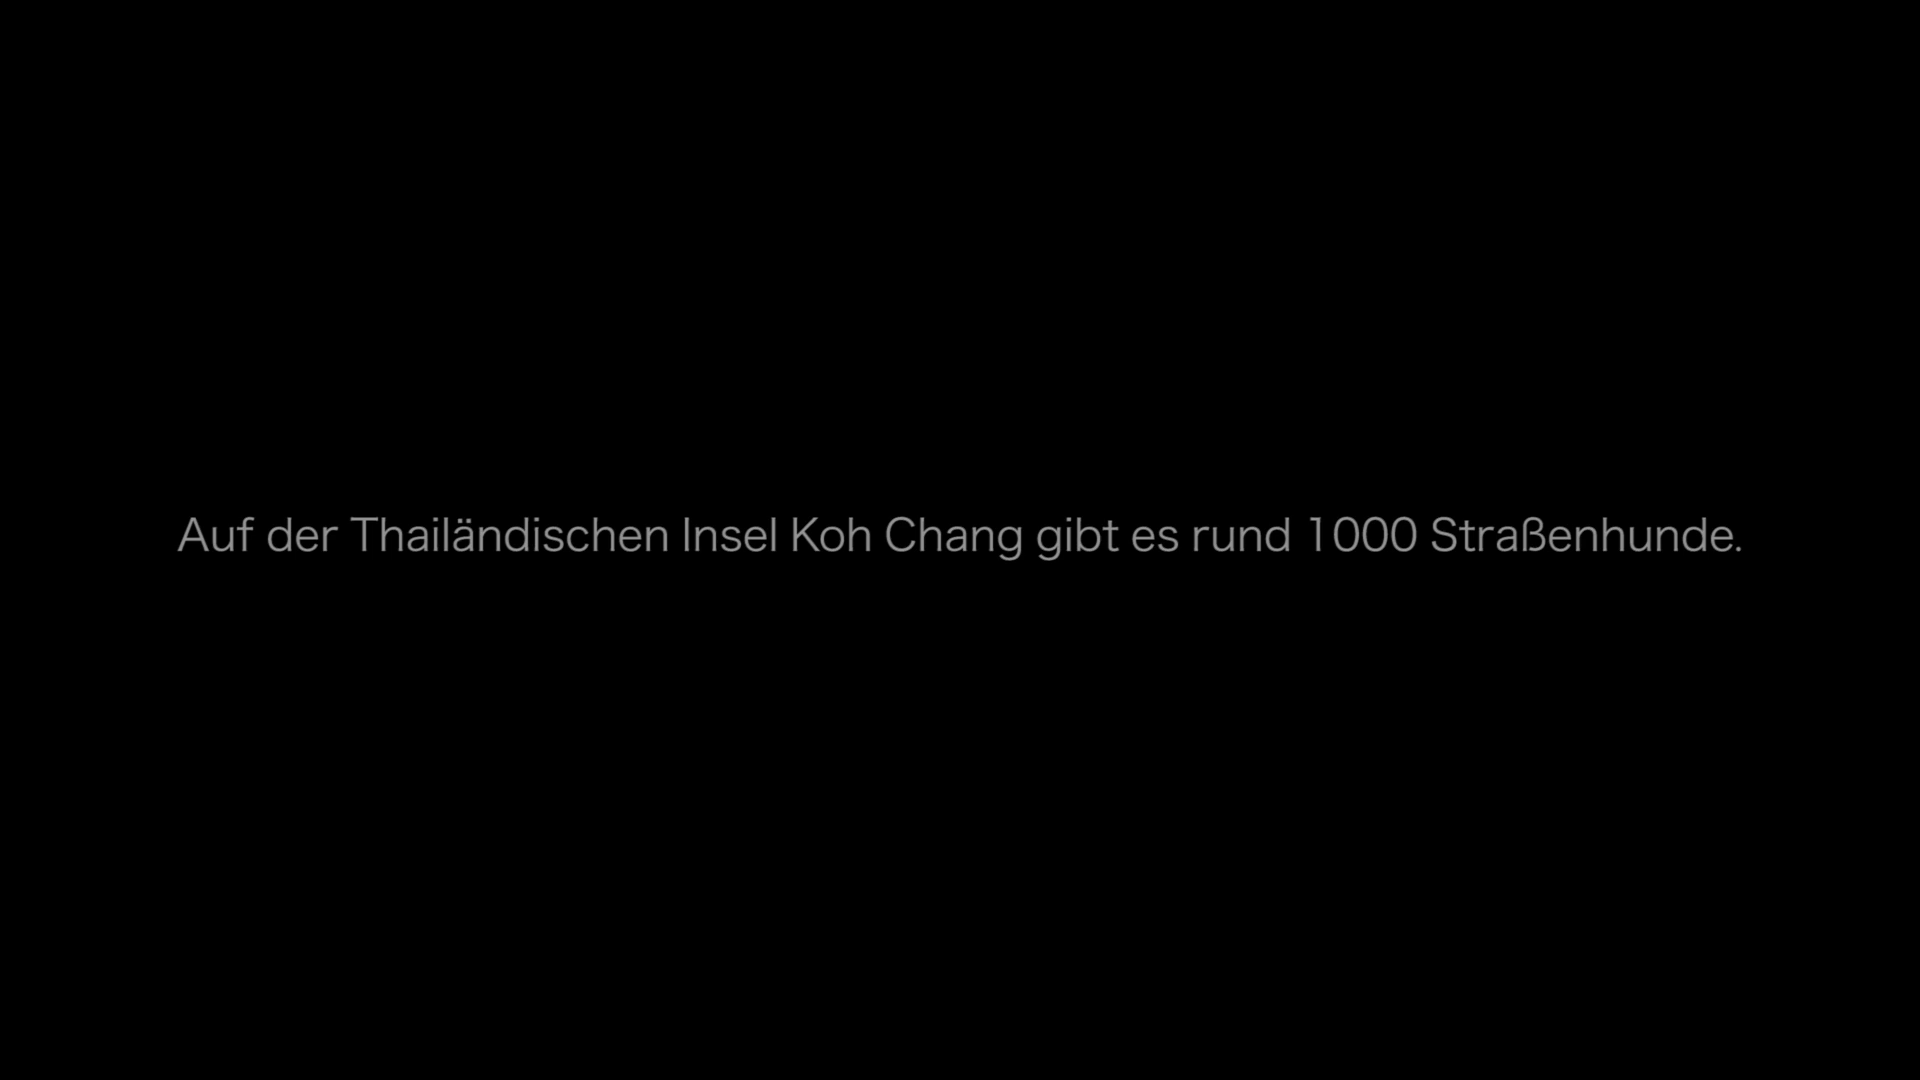 Auf der Thailändischen Insel Koh Chang gibt es rund 1000 Straßenhunde.